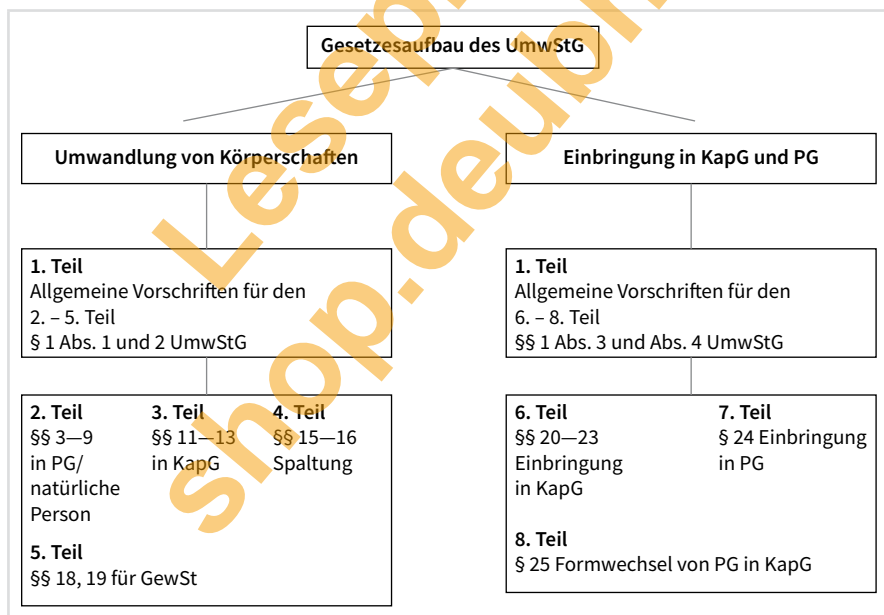 Gesetzesaufbau des UmwStG
Umwandlung von Körperschaften
Einbringung in KapG und PG
1. Teil
Allgemeine Vorschriften für den
2. – 5. Teil
§ 1 Abs. 1 und 2 UmwStG
1. Teil
Allgemeine Vorschriften für den
6. – 8. Teil
§§ 1 Abs. 3 und Abs. 4 UmwStG
2. Teil
§§ 3—9
in PG/
natürliche
Person
3. Teil
§§ 11—13
in KapG
4. Teil
§§ 15—16
Spaltung
5. Teil
§§ 18, 19 für GewSt
6. Teil
§§ 20—23
Einbringung
in KapG
7. Teil
§ 24 Einbringung
in PG
8. Teil
§ 25 Formwechsel von PG in KapG